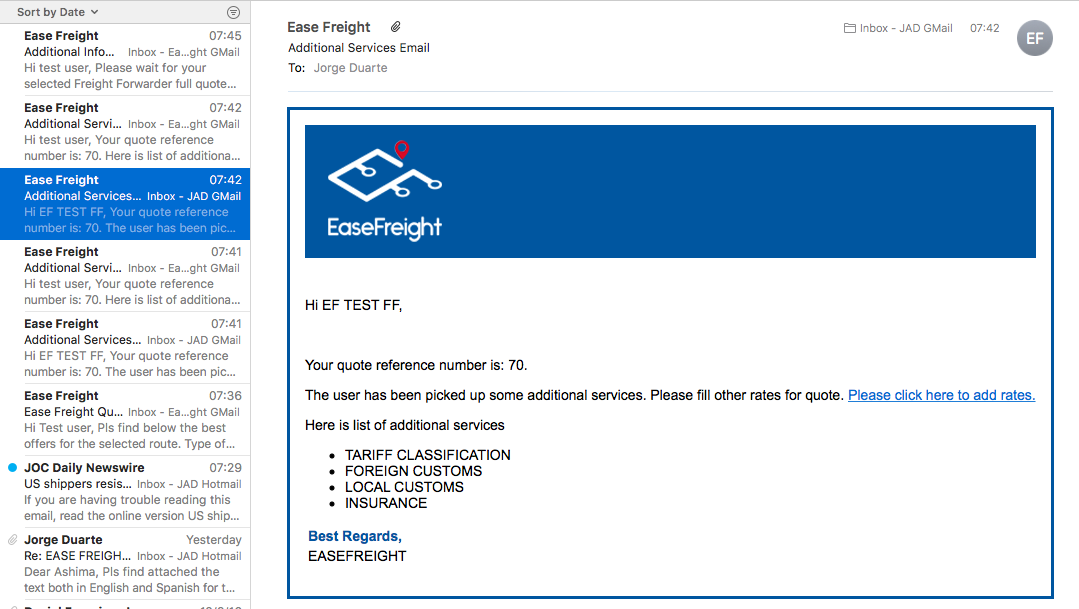 Sort by Date
Ease Freight 07:45
Additional Info... Inbox - Ea...ght GMail
Hi test user, Please wait for your
selected Freight Forwarder full quote...
Ease Freight 07:42
Additional Servi... Inbox - Ea...ght GMail
Hi test user, Your quote reference
number is: 70. Here is list of additiona...
Ease Freight 07:42
Additional Services... Inbox - JAD GMail
Hi EF TEST FF, Your quote reference
number is: 70. The user has been pic...
Ease Freight 07:41
Additional Servi... Inbox - Ea...ght GMail
Hi test user, Your quote reference
number is: 70. Here is list of additiona...
Ease Freight 07:41
Additional Services... Inbox - JAD GMail
Hi EF TEST FF, Your quote reference
number is: 70. The user has been pic...
Ease Freight 07:36
Ease Freight Qu... Inbox - Ea...ght GMail
Hi Test user, Pls find below the best
offers for the selected route. Type of...
JOC Daily Newswire 07:29
US shippers resis... Inbox - JAD Hotmail
If you are having trouble reading this
email, read the online version US ship...
Jorge Duarte Yesterday
Re: EASE FREIGH... Inbox - JAD Hotmail
Dear Ashima, Pls find attached the
text both in English and Spanish for t...
Ease Freight
Inbox - JAD GMail 07:42
EF
Additional Services Email
To: Jorge Duarte
EaseFreight
Hi EF TEST FF,
Your quote reference number is: 70.
The user has been picked up some additional services. Please fill other rates for quote. Please click here to add rates.
Here is list of additional services
• TARIFF CLASSIFICATION
• FOREIGN CUSTOMS
• LOCAL CUSTOMS
• INSURANCE
Best Regards,
EASEFREIGHT